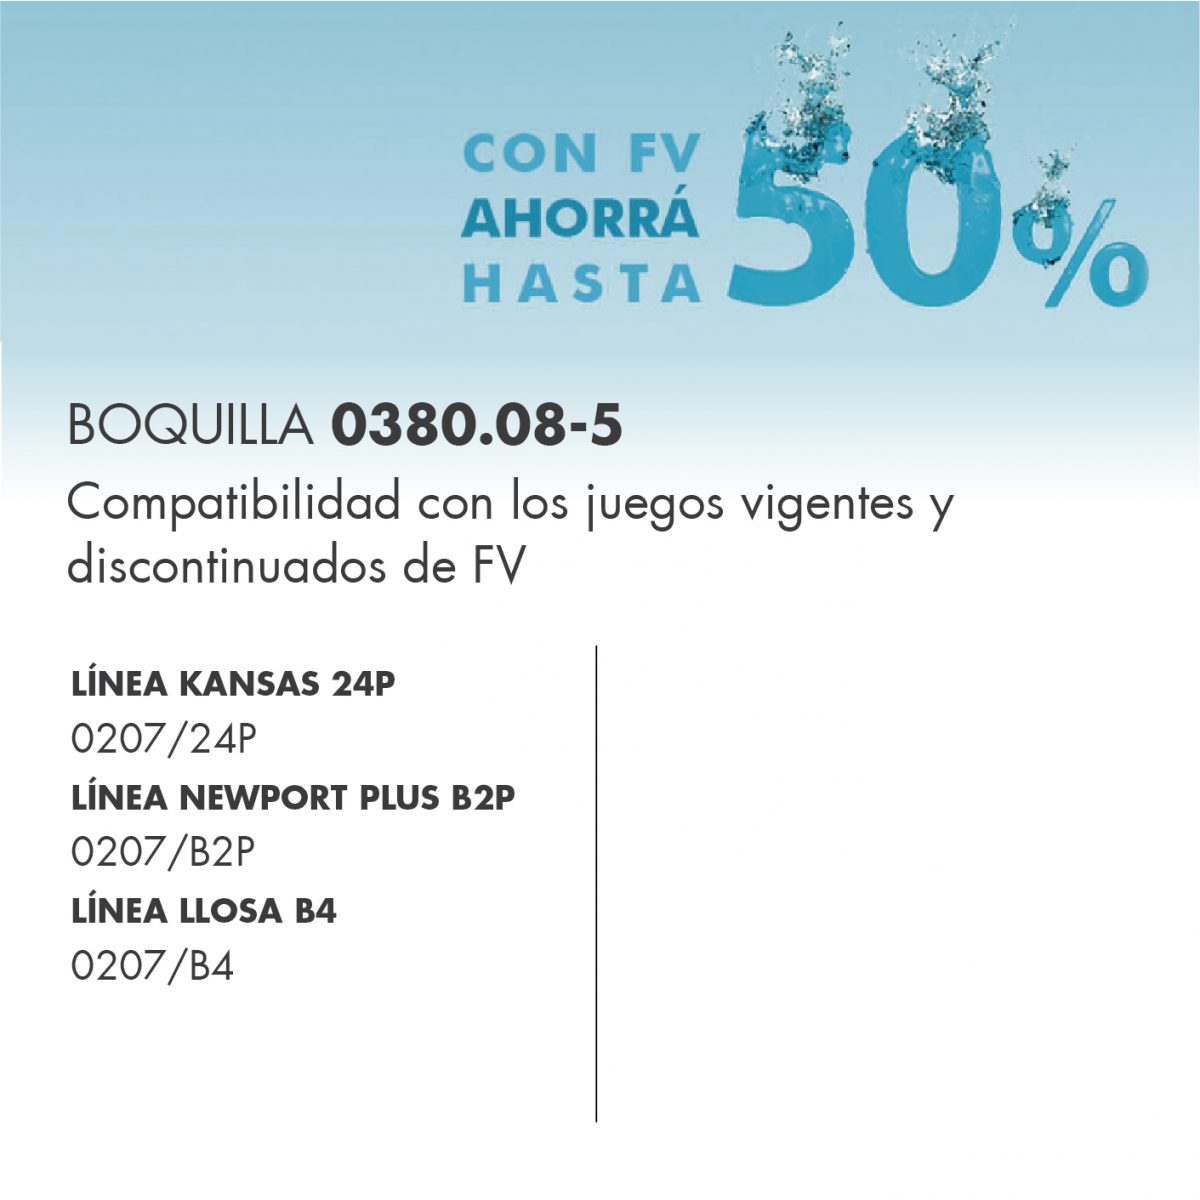 CON FV
AHORRÁ
HASTA
50%
BOQUILLA 0380.08-5
Compatibilidad con los juegos vigentes y
discontinuados de FV
LÍNEA KANSAS 24P
0207/24P
LÍNEA NEWPORT PLUS B2P
0207/B2P
LÍNEA LLOSA B4
0207/B4